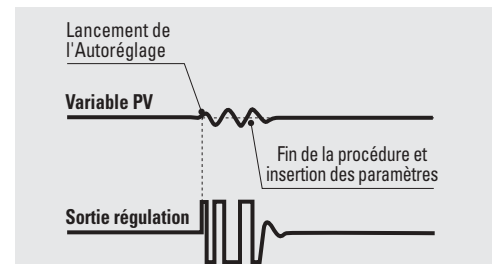 Lancement de
l'Autoréglage
Variable PV
Fin de la procédure et
insertion des paramètres
Sortie régulation